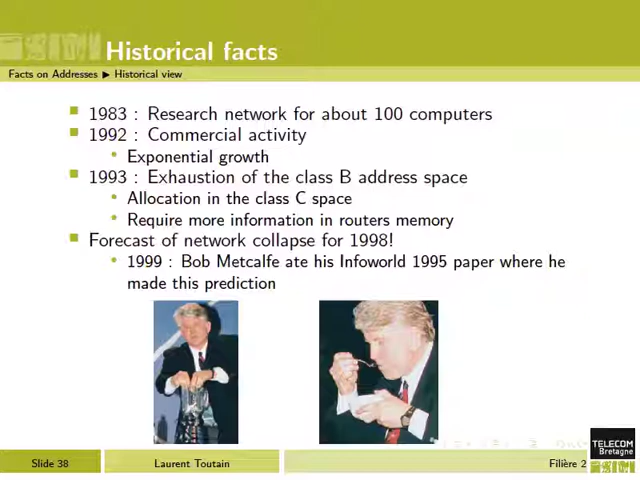 Historical facts
Facts on Addresses ▶ Historical view
1983 : Research network for about 100 computers
1992 : Commercial activity
Exponential growth
1993 : Exhaustion of the class B address space
Allocation in the class C space
Require more information in routers memory
Forecast of network collapse for 1998!
1999 : Bob Metcalfe ate his Infoworld 1995 paper where he
made this prediction
TELECOM
Bretagne
Slide 38
Laurent Toutain
Filière 2